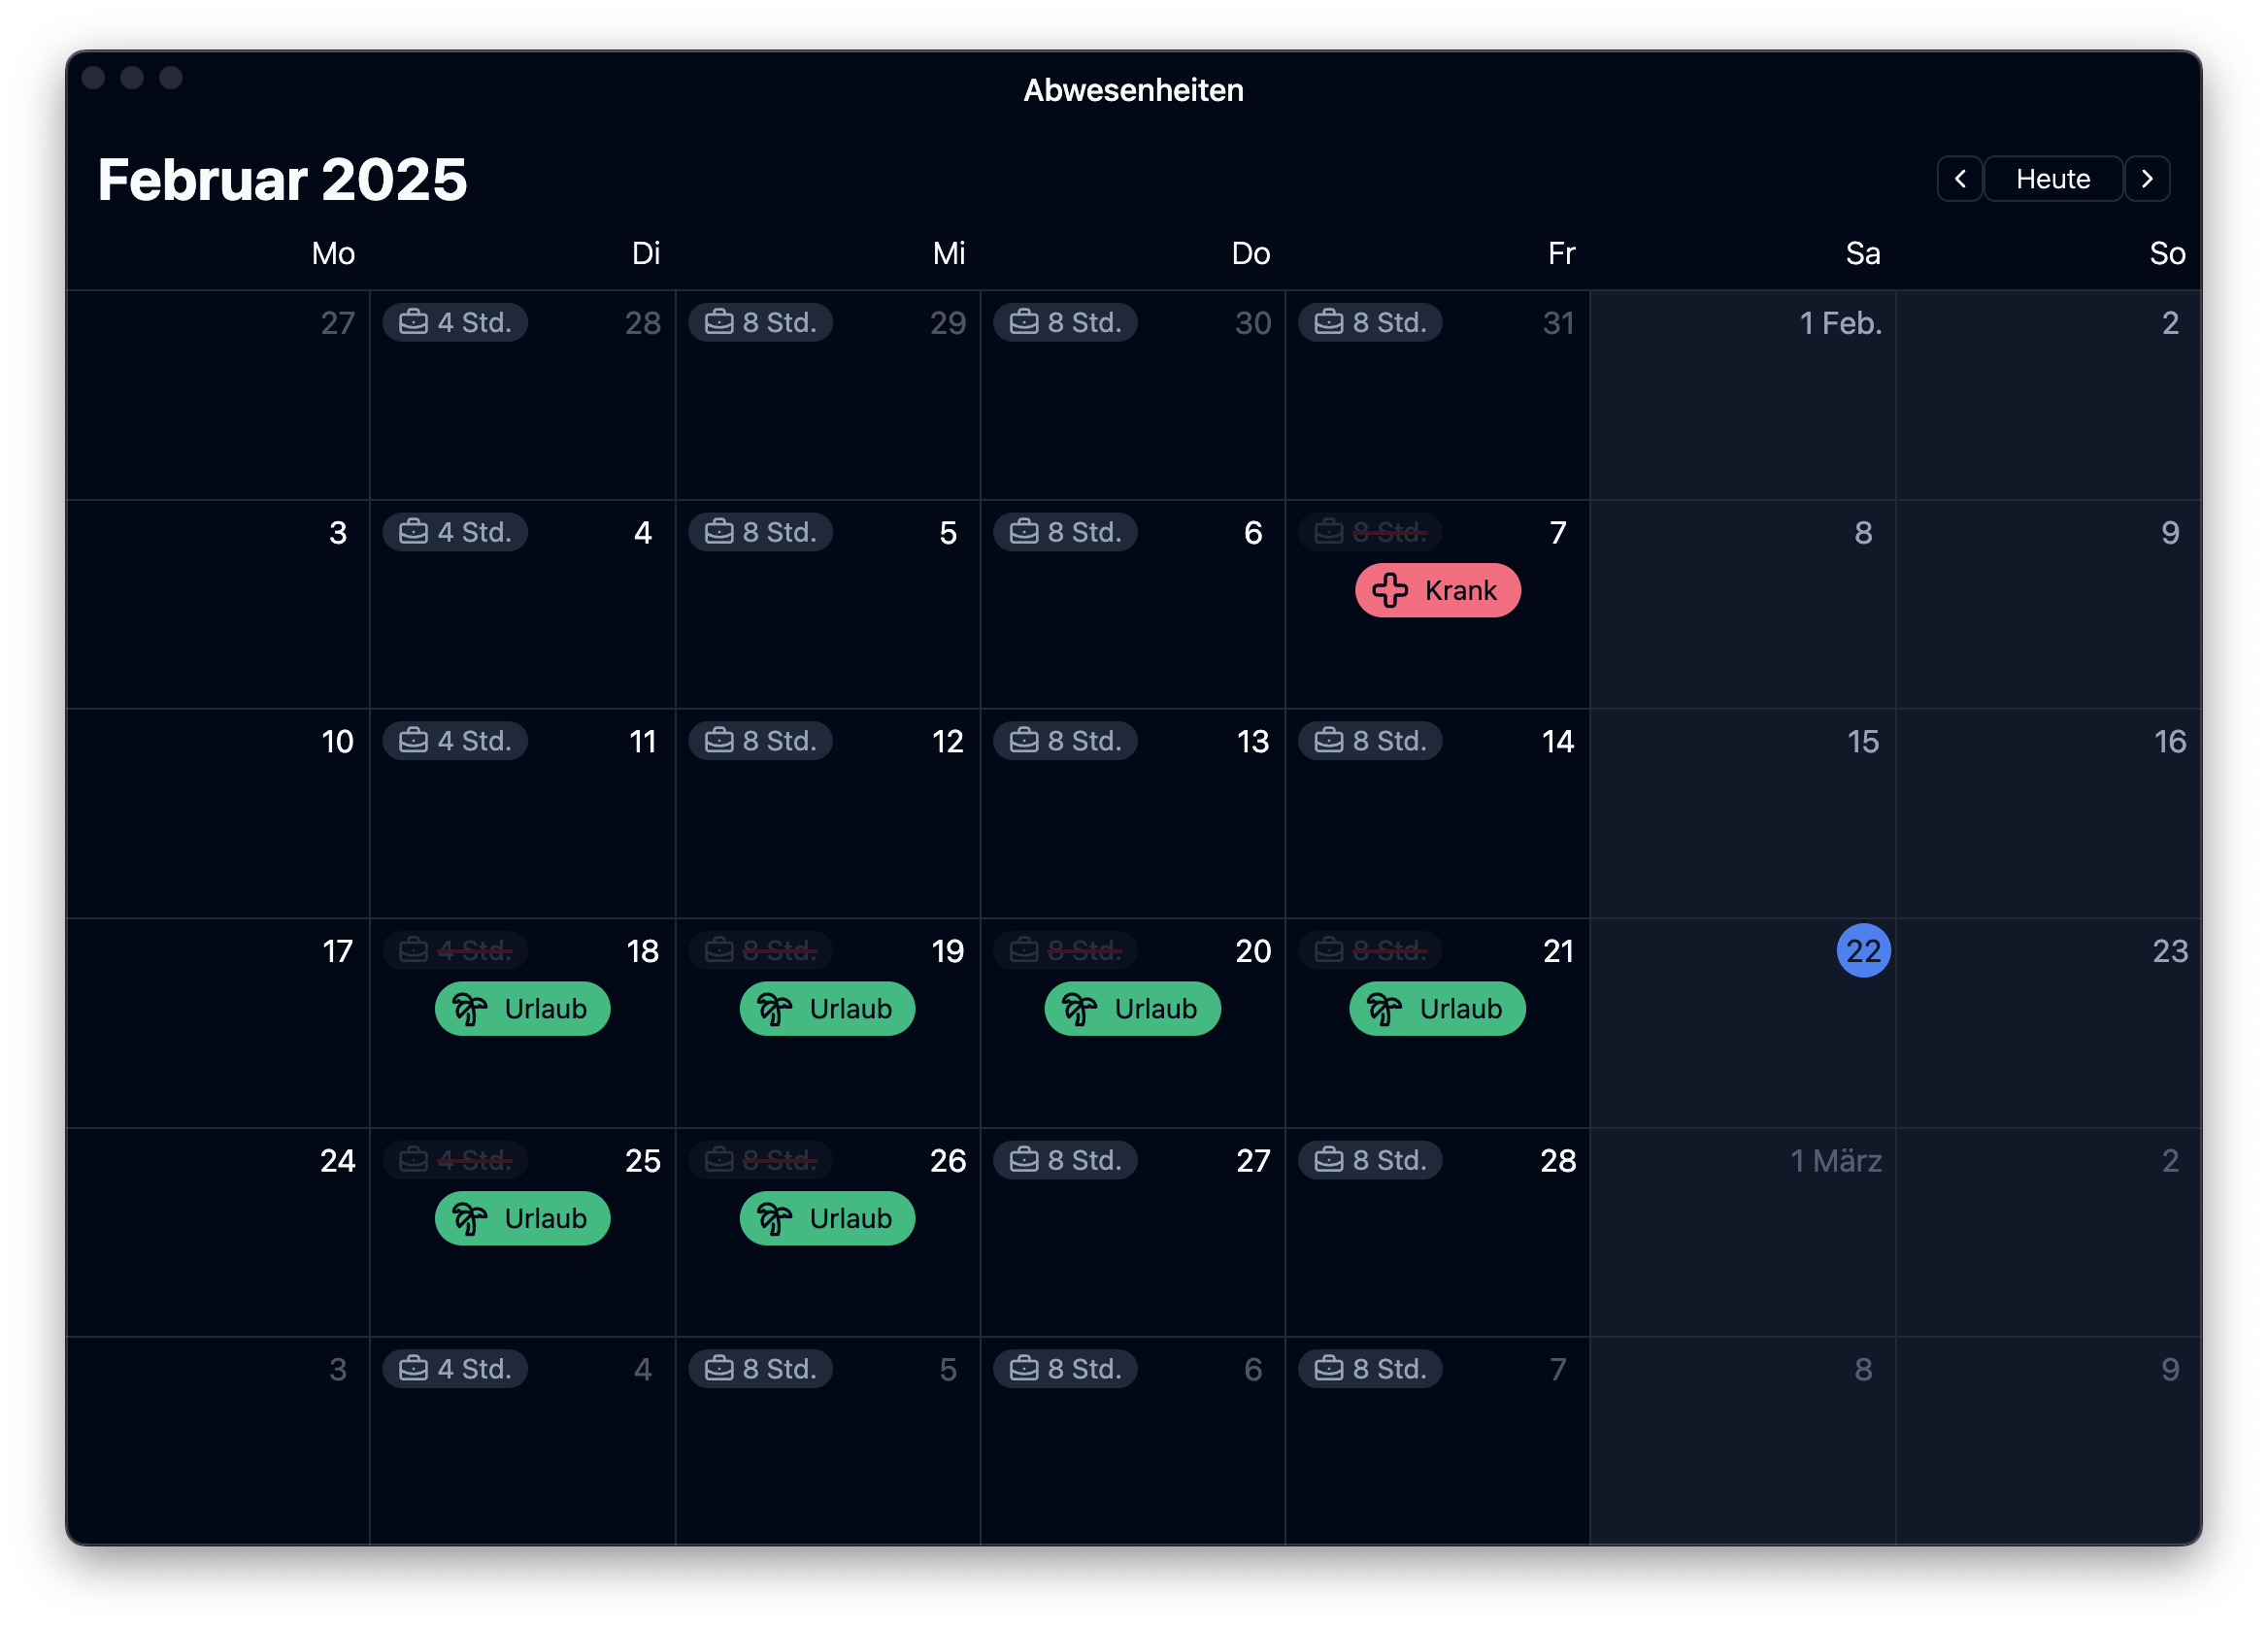 Abwesenheiten
Februar 2025
Heute
Mo Di Mi Do Fr Sa So
27 4 Std. 28 8 Std. 29 8 Std. 30 8 Std. 31 1 Feb. 2
3 4 Std. 4 8 Std. 5 8 Std. 6 8 Std. 7 8 9
Krank
10 4 Std. 11 8 Std. 12 8 Std. 13 8 Std. 14 15 16
17 4 Std. 18 8 Std. 19 8 Std. 20 8 Std. 21 22 23
Urlaub Urlaub Urlaub Urlaub
24 4 Std. 25 8 Std. 26 8 Std. 27 8 Std. 28 1 März 2
Urlaub Urlaub
3 4 Std. 4 8 Std. 5 8 Std. 6 8 Std. 7 8 9